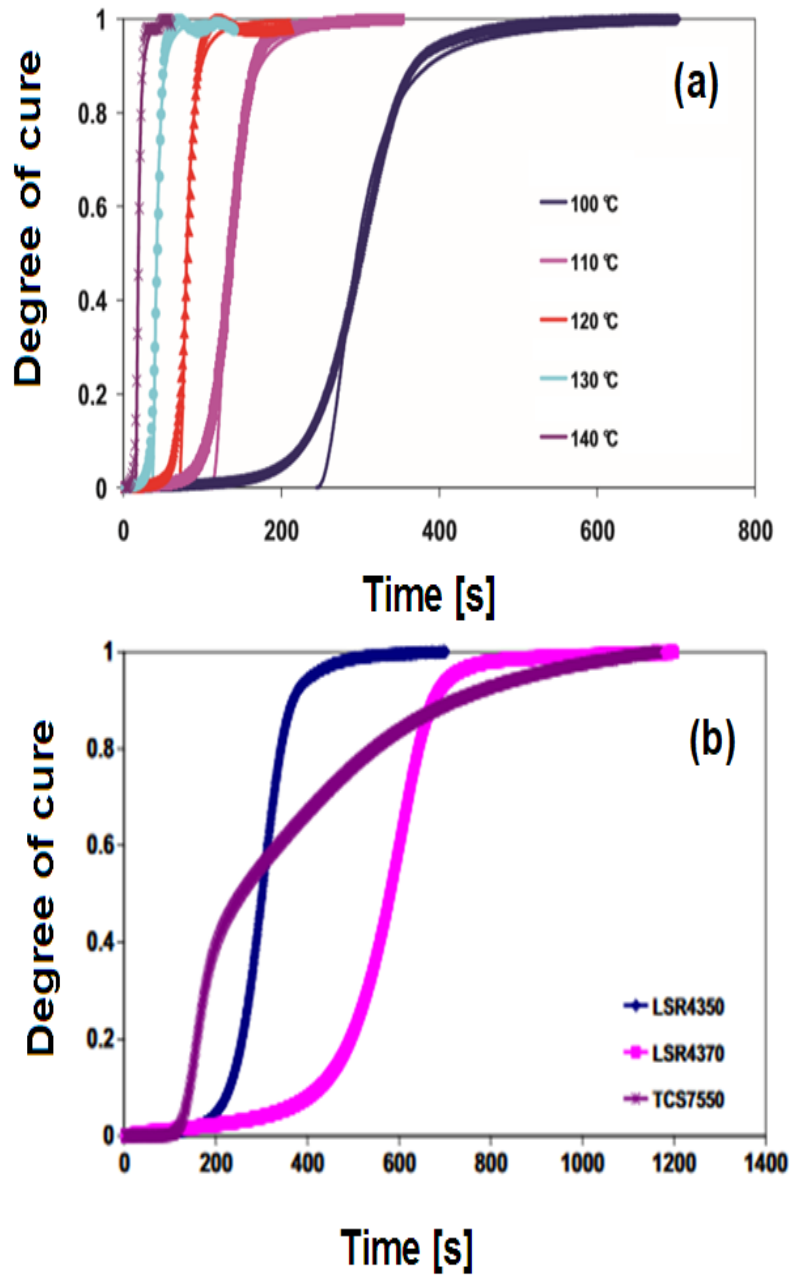 (a)
Degree of cure
1
0.8
0.6
0.4
0.2
0
100 °C
110 °C
120 °C
130 °C
140 °C
0 200 400 600 800
Time [s]
(b)
Degree of cure
1
0.8
0.6
0.4
0.2
0
LSR4350
LSR4370
TCS7550
0 200 400 600 800 1000 1200 1400
Time [s]